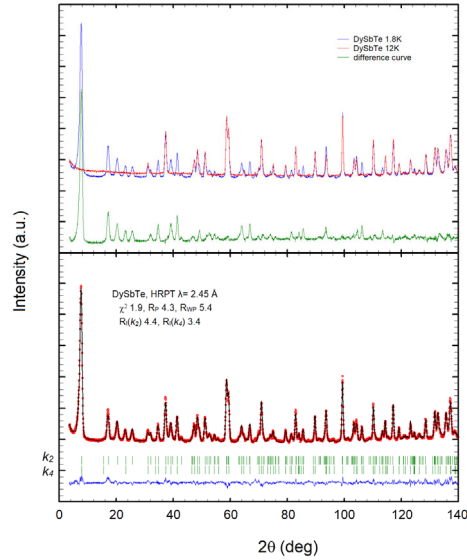 DySbTe 1.8K
DySbTe 12K
difference curve
Intensity (a.u.)
DySbTe, HRPT λ= 2.45 Å
χ² 1.9, R_P 4.3, R_WP 5.4
R_I(k₂) 4.4, R_I(k₄) 3.4
k₂
k₄
0 20 40 60 80 100 120 140
2θ (deg)